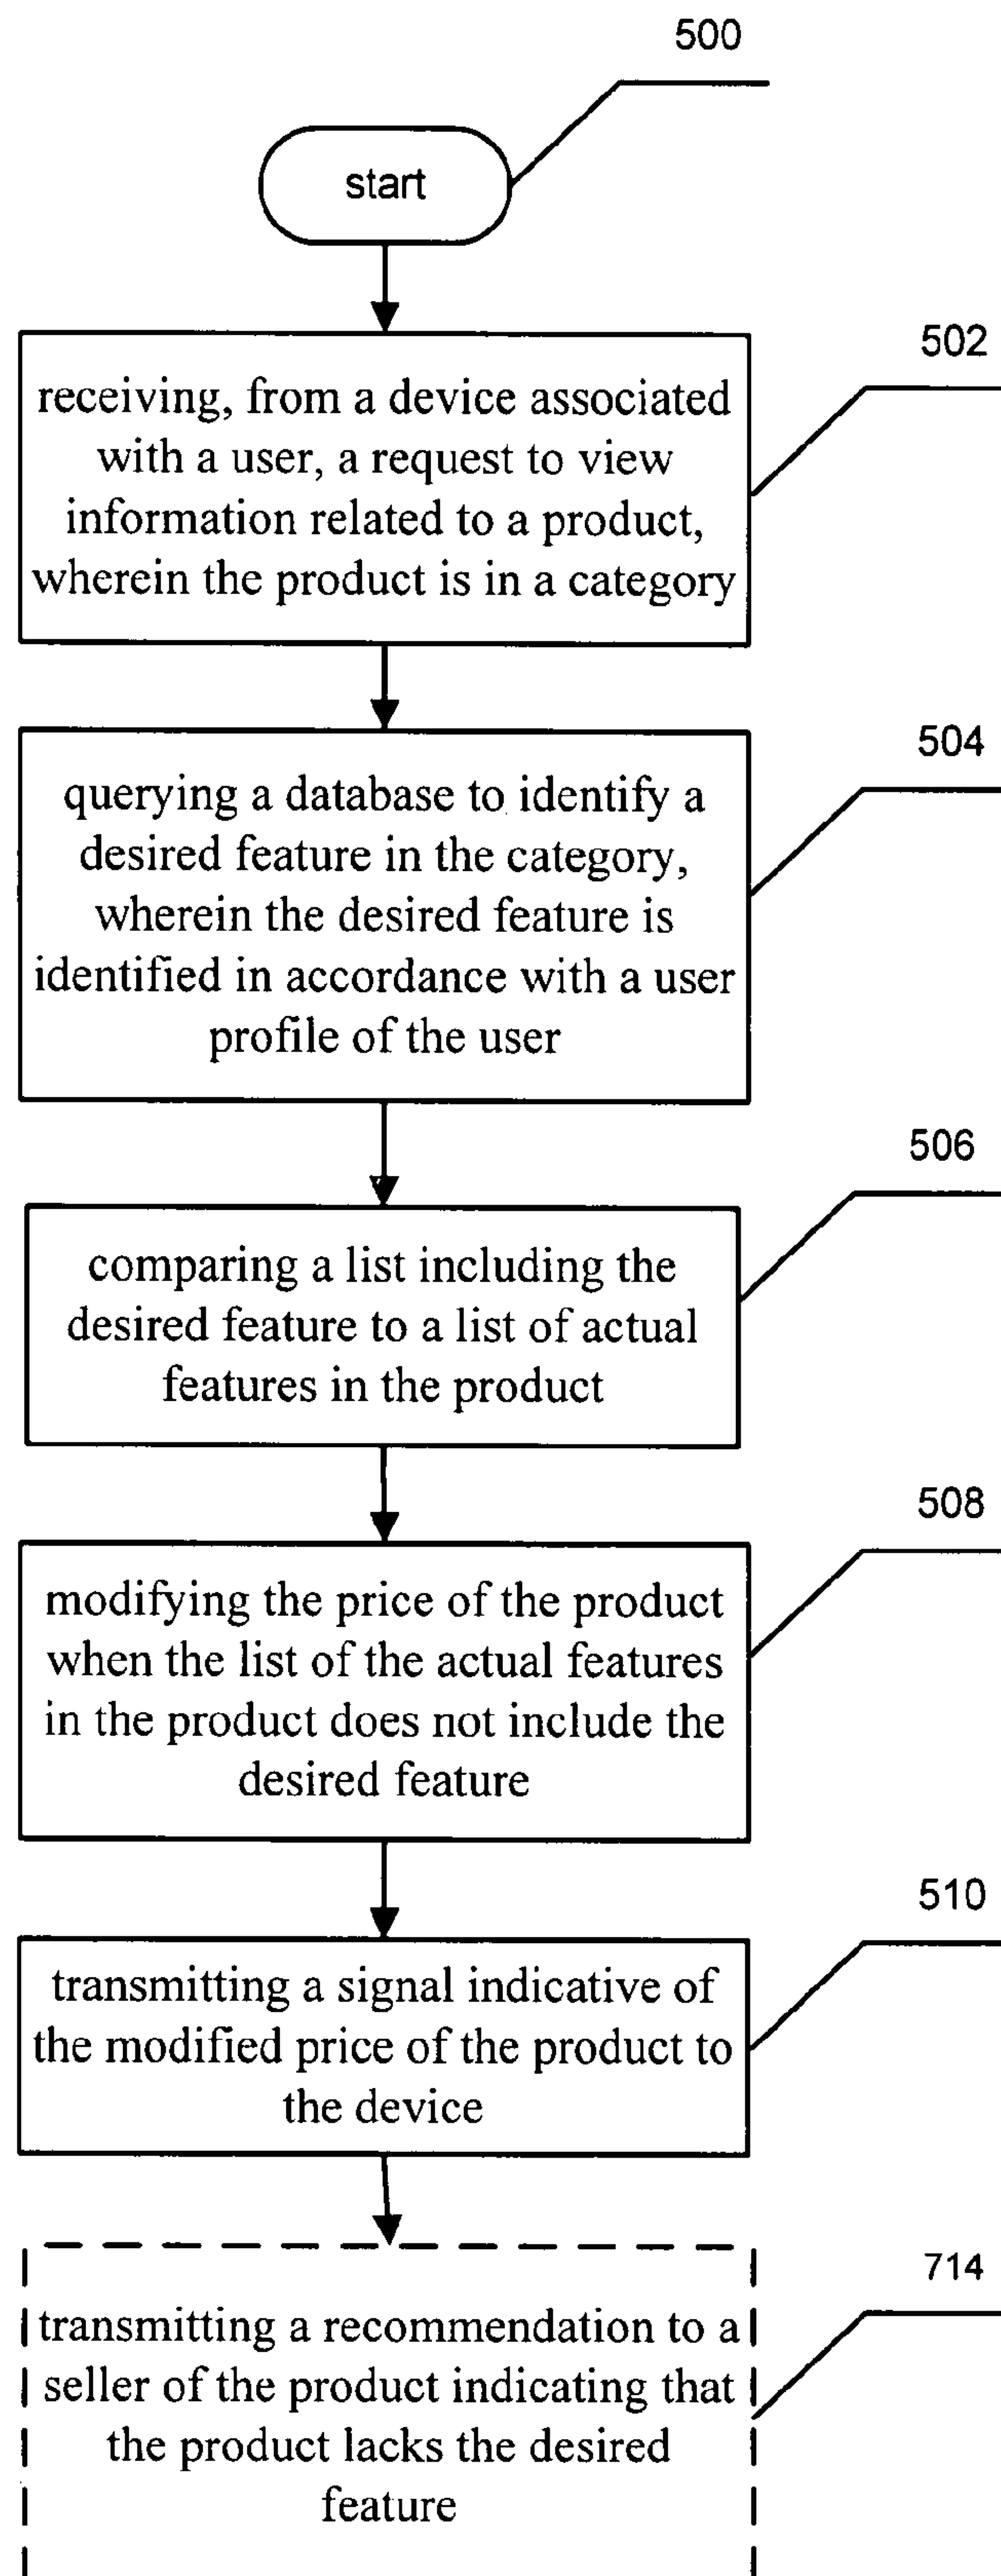 500
start
502
receiving, from a device associated
with a user, a request to view
information related to a product,
wherein the product is in a category
504
querying a database to identify a
desired feature in the category,
wherein the desired feature is
identified in accordance with a user
profile of the user
506
comparing a list including the
desired feature to a list of actual
features in the product
508
modifying the price of the product
when the list of the actual features
in the product does not include the
desired feature
510
transmitting a signal indicative of
the modified price of the product to
the device
714
transmitting a recommendation to a
seller of the product indicating that
the product lacks the desired
feature